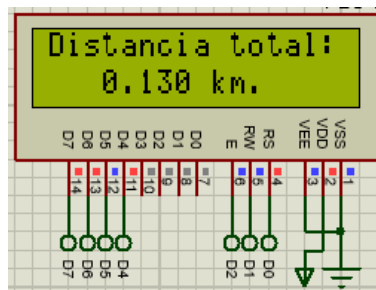 Distancia total:
0.130 km.
D7 D6 D5 D4 D3 D2 D1 D0 E RW RS VEE VDD VSS
14 13 12 11 10 9 8 7 6 5 4 3 2 1
D7 D6 D5 D4 D2 D1 D0